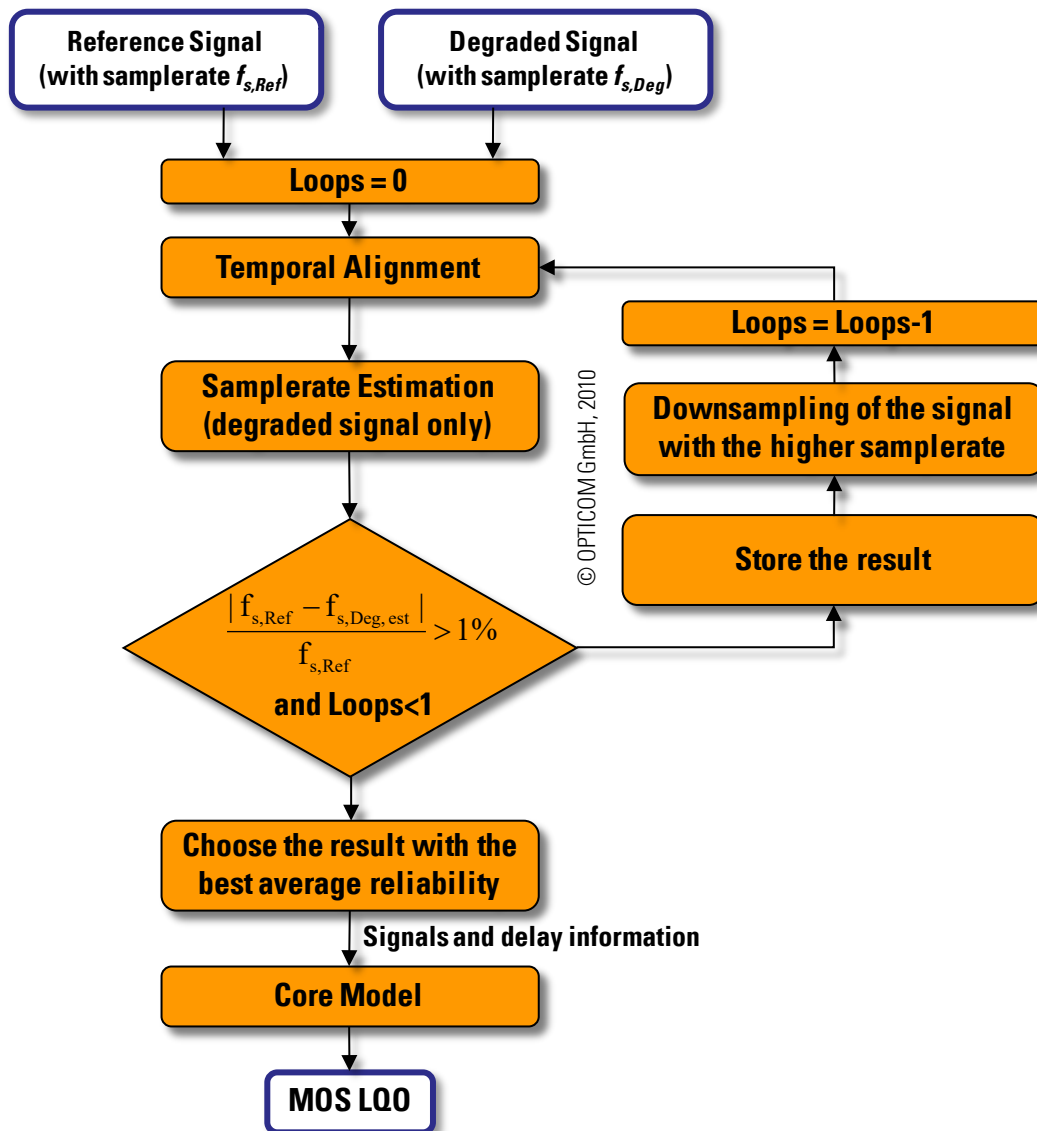 Reference Signal
(with samplerate fs,Ref)
Degraded Signal
(with samplerate fs,Deg)
Loops = 0
Temporal Alignment
Samplerate Estimation
(degraded signal only)
| fs,Ref − fs,Deg, est |
fs,Ref
> 1%
and Loops<1
Loops = Loops-1
Downsampling of the signal
with the higher samplerate
Store the result
© OPTICOM GmbH, 2010
Choose the result with the
best average reliability
Signals and delay information
Core Model
MOS LQO